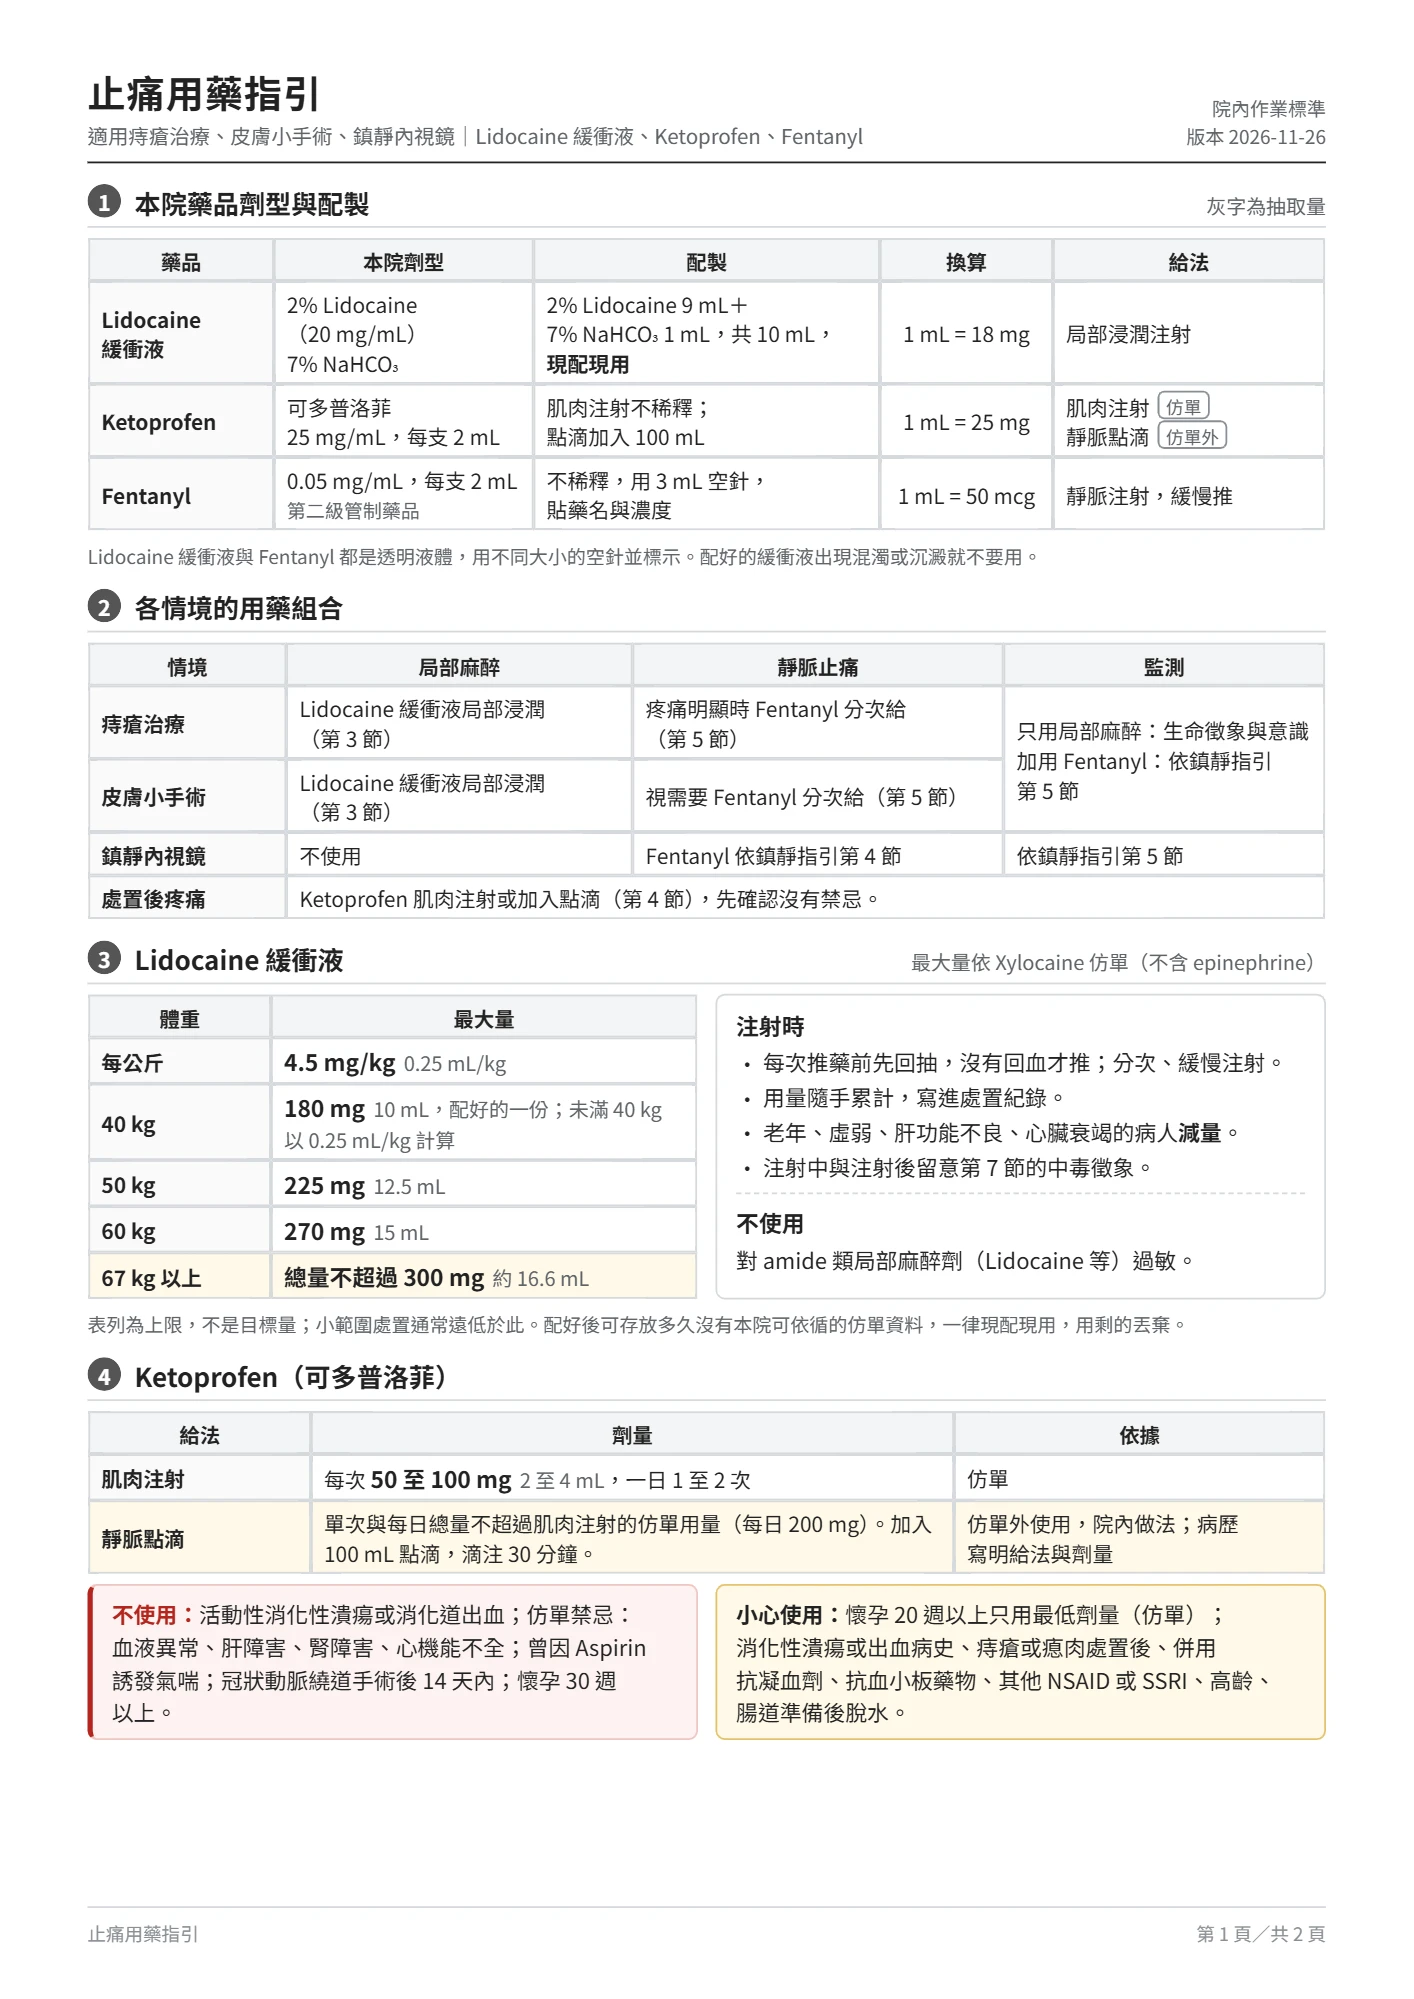 止痛用藥指引
適用痔瘡治療、皮膚小手術、鎮靜內視鏡｜Lidocaine 緩衝液、Ketoprofen、Fentanyl
院內作業標準
版本 2026-11-26
1 本院藥品劑型與配製
灰字為抽取量
藥品 本院劑型 配製 換算 給法
Lidocaine
緩衝液
2% Lidocaine
（20 mg/mL）
7% NaHCO₃
2% Lidocaine 9 mL＋
7% NaHCO₃ 1 mL，共 10 mL，
現配現用
1 mL = 18 mg
局部浸潤注射
Ketoprofen
可多普洛菲
25 mg/mL，每支 2 mL
肌肉注射不稀釋；
點滴加入 100 mL
1 mL = 25 mg
肌肉注射 仿單
靜脈點滴 仿單外
Fentanyl
0.05 mg/mL，每支 2 mL
第二級管制藥品
不稀釋，用 3 mL 空針，
貼藥名與濃度
1 mL = 50 mcg
靜脈注射，緩慢推
Lidocaine 緩衝液與 Fentanyl 都是透明液體，用不同大小的空針並標示。配好的緩衝液出現混濁或沉澱就不要用。
2 各情境的用藥組合
情境 局部麻醉 靜脈止痛 監測
痔瘡治療
Lidocaine 緩衝液局部浸潤
（第 3 節）
疼痛明顯時 Fentanyl 分次給
（第 5 節）
只用局部麻醉：生命徵象與意識
加用 Fentanyl：依鎮靜指引
第 5 節
皮膚小手術
Lidocaine 緩衝液局部浸潤
（第 3 節）
視需要 Fentanyl 分次給（第 5 節）
鎮靜內視鏡 不使用 Fentanyl 依鎮靜指引第 4 節 依鎮靜指引第 5 節
處置後疼痛 Ketoprofen 肌肉注射或加入點滴（第 4 節），先確認沒有禁忌。
3 Lidocaine 緩衝液
最大量依 Xylocaine 仿單（不含 epinephrine）
體重 最大量
每公斤 4.5 mg/kg 0.25 mL/kg
40 kg
180 mg 10 mL，配好的一份；未滿 40 kg
以 0.25 mL/kg 計算
50 kg 225 mg 12.5 mL
60 kg 270 mg 15 mL
67 kg 以上 總量不超過 300 mg 約 16.6 mL
注射時
・每次推藥前先回抽，沒有回血才推；分次、緩慢注射。
・用量隨手累計，寫進處置紀錄。
・老年、虛弱、肝功能不良、心臟衰竭的病人減量。
・注射中與注射後留意第 7 節的中毒徵象。
不使用
對 amide 類局部麻醉劑（Lidocaine 等）過敏。
表列為上限，不是目標量；小範圍處置通常遠低於此。配好後可存放多久沒有本院可依循的仿單資料，一律現配現用，用剩的丟棄。
4 Ketoprofen（可多普洛菲）
給法 劑量 依據
肌肉注射 每次 50 至 100 mg 2 至 4 mL，一日 1 至 2 次 仿單
靜脈點滴
單次與每日總量不超過肌肉注射的仿單用量（每日 200 mg）。加入
100 mL 點滴，滴注 30 分鐘。
仿單外使用，院內做法；病歷
寫明給法與劑量
不使用：活動性消化性潰瘍或消化道出血；仿單禁忌：
血液異常、肝障害、腎障害、心機能不全；曾因 Aspirin
誘發氣喘；冠狀動脈繞道手術後 14 天內；懷孕 30 週
以上。
小心使用：懷孕 20 週以上只用最低劑量（仿單）；
消化性潰瘍或出血病史、痔瘡或瘜肉處置後、併用
抗凝血劑、抗血小板藥物、其他 NSAID 或 SSRI、高齡、
腸道準備後脫水。
止痛用藥指引
第 1 頁／共 2 頁